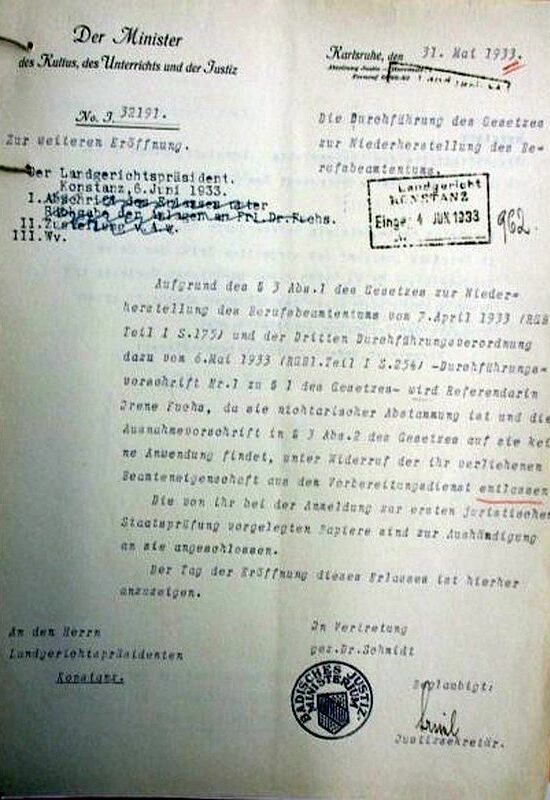 Der Minister
des Kultus, des Unterrichts und der Justiz
Karlsruhe, den 31. Mai 1933.
No. J. 32191.
Die Durchführung des Gesetzes
zur Niederherstellung des Be-
rufsbeamtentums.
Zur weiteren Eröffnung.
Der Landgerichtspräsident.
Konstanz, 6. Juni 1933.
I. Abschrift des Erlasses unter
Rückgabe der Anlagen an Frl. Dr. Fuchs.
II. Zustellung v.A.w.
III. Wv.
Landgericht
KONSTANZ
Einge. 4 JUN 1933
962.
Aufgrund des § 3 Abs.1 des Gesetzes zur Nieder-
herstellung des Berufsbeamtentums vom 7.April 1933 (RGB
Teil I S.175) und der Dritten Durchführungsverordnung
dazu vom 6.Mai 1933 (RGBl.Teil I S.254) -Durchführungs-
vorschrift Nr.1 zu § 1 des Gesetzes- wird Referendarin
Irene Fuchs, da sie nichtarischer Abstammung ist und die
Ausnahmevorschrift in § 3 Abs.2 des Gesetzes auf sie kei
ne Anwendung findet, unter Widerruf der ihr verliehenen
Beamteneigenschaft aus dem Vorbereitungsdienst entlassen
Die von ihr bei der Anmeldung zur ersten juristischen
Staatsprüfung vorgelegten Papiere sind zur Aushändigung
an sie angeschlossen.
Der Tag der Eröffnung dieses Erlasses ist hierher
anzuzeigen.
An den Herrn
Landgerichtspräsidenten
Konstanz.
In Vertretung
gez.Dr.Schmidt
Beglaubigt:
BADISCHES JUSTIZ-
MINISTERIUM
Justizsekretär.